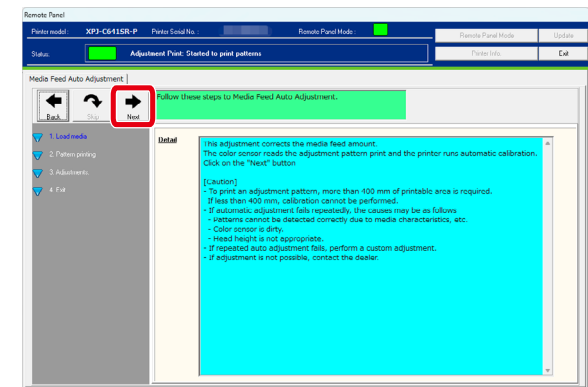 Remote Panel
Printer model : XPJ-C641SR-P Printer Serial No. : Remote Panel Mode : Remote Panel Mode Update
Status: Adjustment Print: Started to print patterns Printer Info. Exit
Media Feed Auto Adjustment
Back Skip Next Follow these steps to Media Feed Auto Adjustment.
1. Load media
2. Pattern printing
3. Adjustments.
4. Exit
Detail
This adjustment corrects the media feed amount.
The color sensor reads the adjustment pattern print and the printer runs automatic calibration.
Click on the "Next" button
[Caution]
- To print an adjustment pattern, more than 400 mm of printable area is required.
If less than 400 mm, calibration cannot be performed.
- If automatic adjustment fails repeatedly, the causes may be as follows
- Patterns cannot be detected correctly due to media characteristics, etc.
- Color sensor is dirty.
- Head height is not appropriate.
- If repeated auto adjustment fails, perform a custom adjustment.
- If adjustment is not possible, contact the dealer.